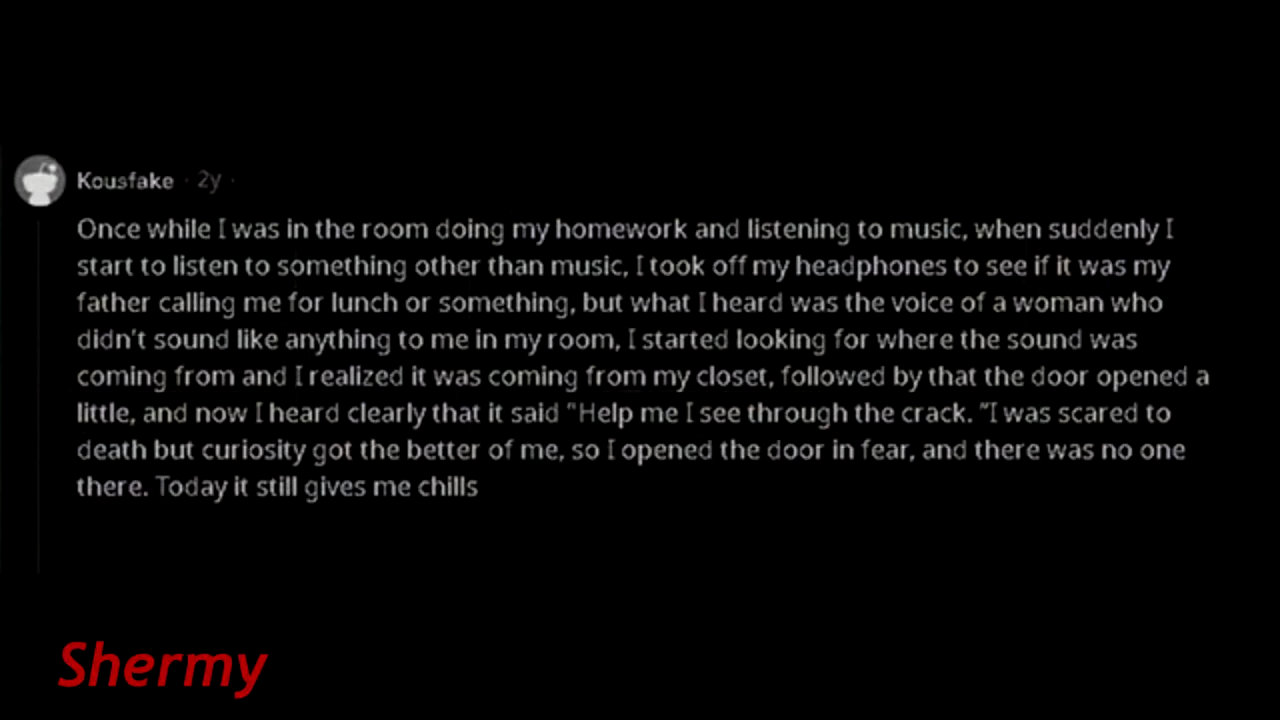 Kousfake · 2y ·
Once while I was in the room doing my homework and listening to music, when suddenly I
start to listen to something other than music, I took off my headphones to see if it was my
father calling me for lunch or something, but what I heard was the voice of a woman who
didn't sound like anything to me in my room, I started looking for where the sound was
coming from and I realized it was coming from my closet, followed by that the door opened a
little, and now I heard clearly that it said "Help me I see through the crack. "I was scared to
death but curiosity got the better of me, so I opened the door in fear, and there was no one
there. Today it still gives me chills
Shermy